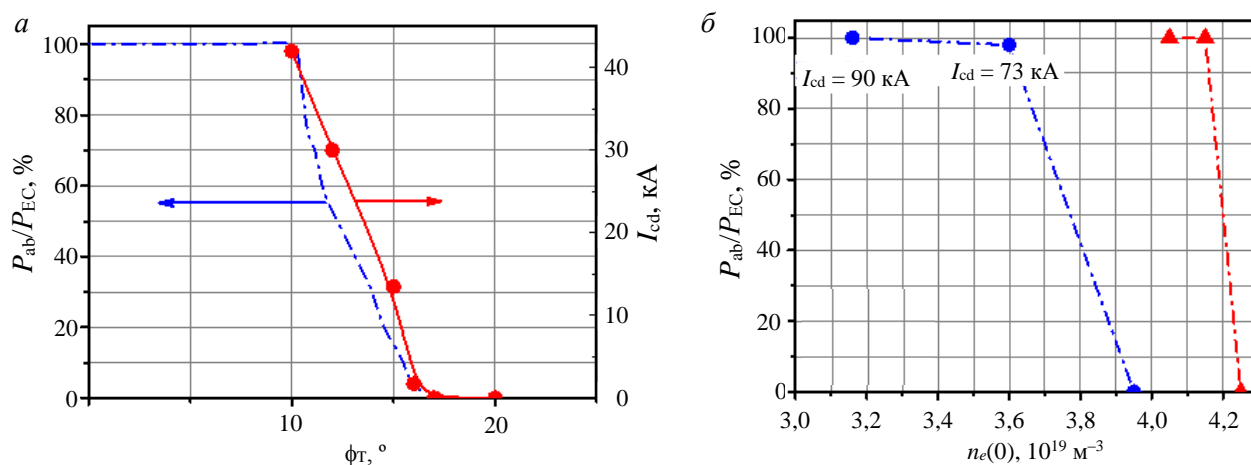 а
100
80
60
40
20
0
P_ab/P_EC, %
40
30
20
10
0
I_cd, кА
10
20
ϕ_T, º
б
100
80
60
40
20
0
P_ab/P_EC, %
I_cd = 90 кА
I_cd = 73 кА
3,0
3,2
3,4
3,6
3,8
4,0
4,2
n_e(0), 10^19 м^−3